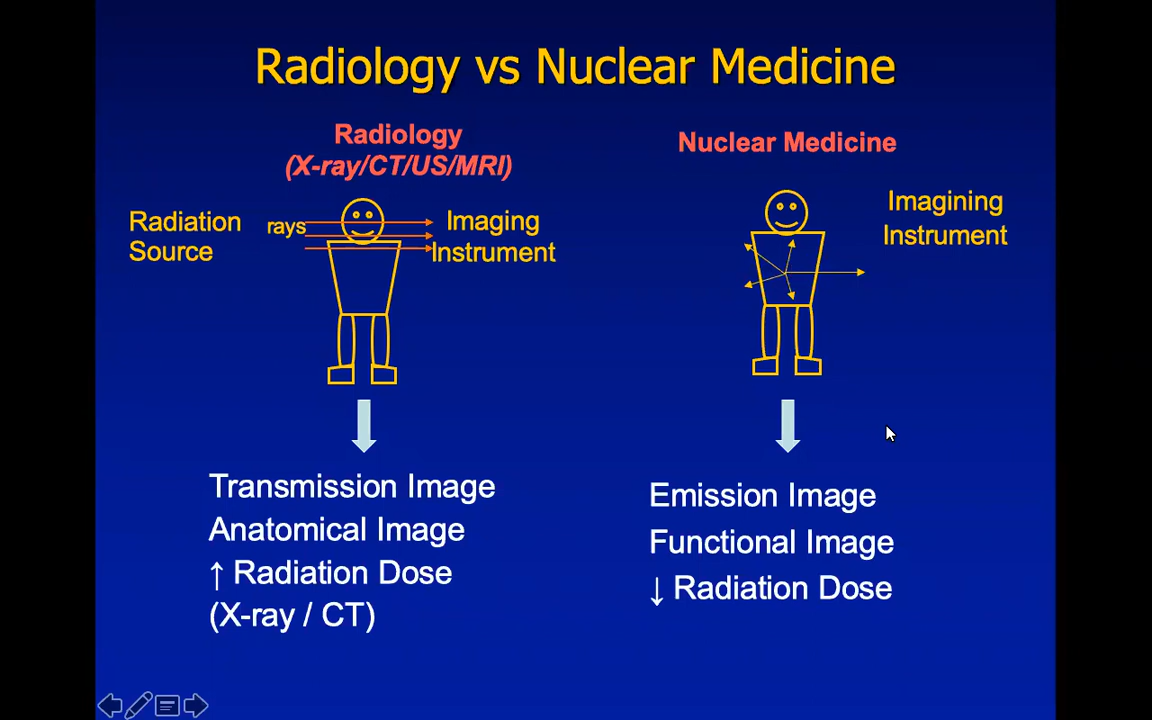 Radiology vs Nuclear Medicine
Radiology
(X-ray/CT/US/MRI)
Radiation
Source
rays
Imaging
Instrument
Transmission Image
Anatomical Image
↑ Radiation Dose
(X-ray / CT)
Nuclear Medicine
Imagining
Instrument
Emission Image
Functional Image
↓ Radiation Dose